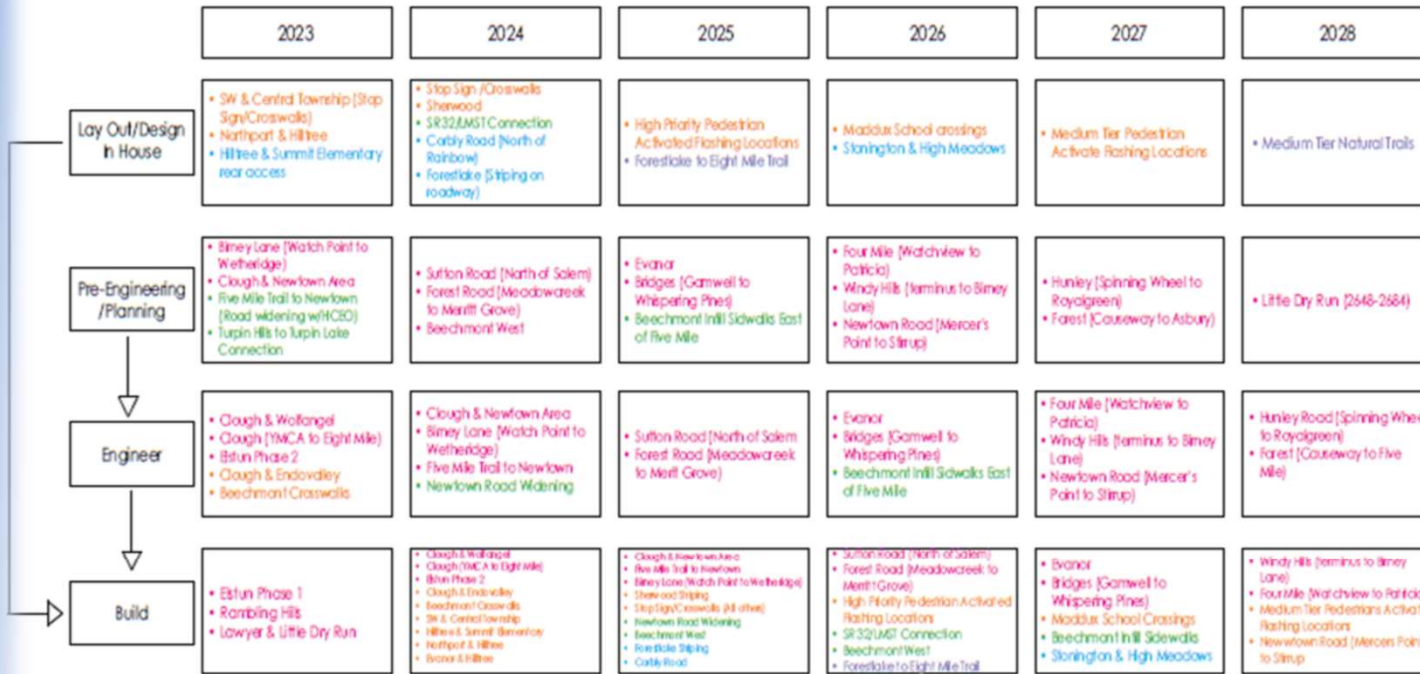 2023
2024
2025
2026
2027
2028
Lay Out/Design
In House
• SW & Central Township (Stop
Sign/Crosswalks)
• Northport & Hilltree
• Hilltree & Summit Elementary
rear access
• Stop Sign /Crosswalks
• Sherwood
• SR32/LMST Connection
• Corbly Road (North of
Rainbow)
• Forestlake (Striping on
roadway)
• High Priority Pedestrian
Activated Flashing Locations
• Forestlake to Eight Mile Trail
• Maddux School crossings
• Stonington & High Meadows
• Medium Tier Pedestrian
Activate Flashing Locations
• Medium Tier Natural Trails
Pre-Engineering
/Planning
• Birney Lane (Watch Point to
Wetheridge)
• Clough & Newtown Area
• Five Mile Trail to Newtown
(Road widening w/HCEO)
• Turpin Hills to Turpin Lake
Connection
• Sutton Road (North of Salem)
• Forest Road (Meadowcreek
to Merritt Grove)
• Beechmont West
• Evanor
• Bridges (Gamwell to
Whispering Pines)
• Beechmont Infill Sidwalks East
of Five Mile
• Four Mile (Watchview to
Patricia)
• Windy Hills (terminus to Birney
Lane)
• Newtown Road (Mercer's
Point to Stirrup)
• Hunley (Spinning Wheel to
Royalgreen)
• Forest (Causeway to Asbury)
• Little Dry Run (2648-2684)
Engineer
• Clough & Wolfangel
• Clough (YMCA to Eight Mile)
• Elstun Phase 2
• Clough & Endovalley
• Beechmont Crosswalks
• Clough & Newtown Area
• Birney Lane (Watch Point to
Wetheridge)
• Five Mile Trail to Newtown
• Newtown Road Widening
• Sutton Road (North of Salem
• Forest Road (Meadowcreek
to Merit Grove)
• Evanor
• Bridges (Gamwell to
Whispering Pines)
• Beechmont Infill Sidwalks East
of Five Mile
• Four Mile (Watchview to
Patricia)
• Windy Hills (terminus to Birney
Lane)
• Newtown Road (Mercer's
Point to Stirrup)
• Hunley Road (Spinning Whee
to Royalgreen)
• Forest (Causeway to Five
Mile)
Build
• Elstun Phase 1
• Rambling Hills
• Lawyer & Little Dry Run
• Clough & Wolfangel
• Clough (YMCA to Eight Mile)
• Elstun Phase 2
• Clough & Endovalley
• Beechmont Crosswalks
• SW & Central Township
• Hilltree & Summit Elementary
• Northport & Hilltree
• Evanor & Hilltree
• Clough & Newtown Area
• Five Mile Trail to Newtown
• Birney Lane (Watch Point to Wetheridge)
• Sherwood Striping
• Stop Sign/Crosswalks (All others)
• Newtown Road Widening
• Beechmont West
• Forestlake Striping
• Corbly Road
• Sutton Road (North of Salem)
• Forest Road (Meadowcreek to
Merritt Grove)
• High Priority Pedestrian Activated
Flashing Locations
• SR32/LMST Connection
• Beechmont West
• Forestlake to Eight Mile Trail
• Evanor
• Bridges (Gamwell to
Whispering Pines)
• Maddux School Crossings
• Beechmont Infill Sidewalks
• Stonington & High Meadows
• Windy Hills (terminus to Birney
Lane)
• Four Mile (Watchview to Patricia
• Medium Tier Pedestrians Activat
Flashing Locations
• Newwtown Road (Mercers Poin
to Stirrup